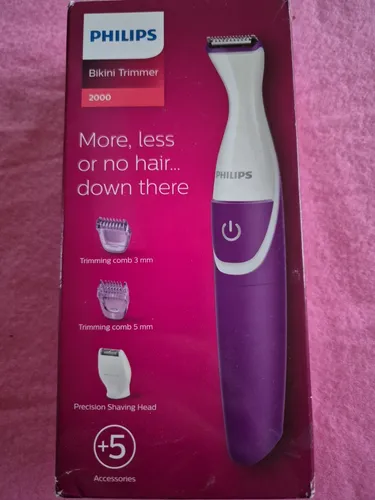 PHILIPS
Bikini Trimmer
2000
More, less
or no hair...
down there
PHILIPS
Trimming comb 3 mm
Trimming comb 5 mm
Precision Shaving Head
+5
Accessories